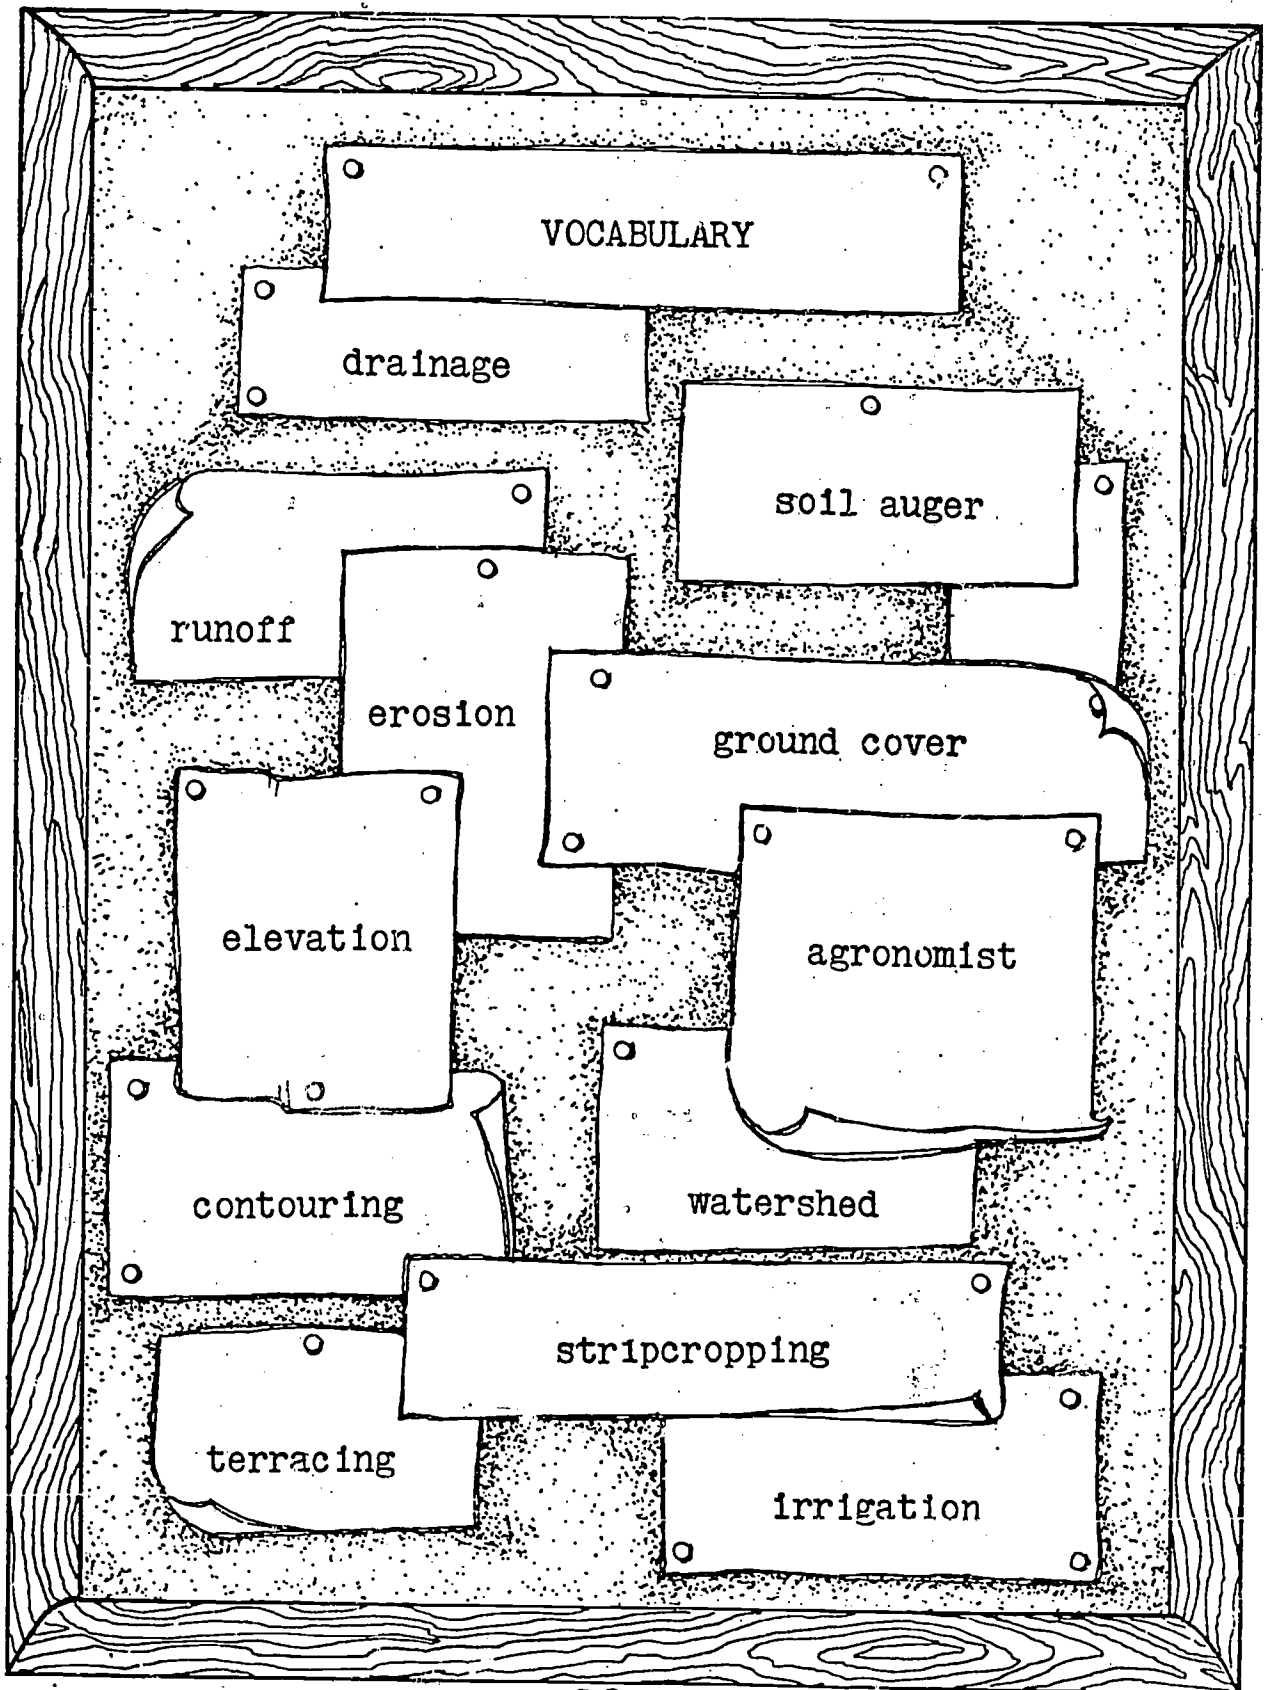 VOCABULARY
drainage
soil auger
runoff
erosion
ground cover
elevation
agronomist
contouring
watershed
stripcropping
terracing
irrigation